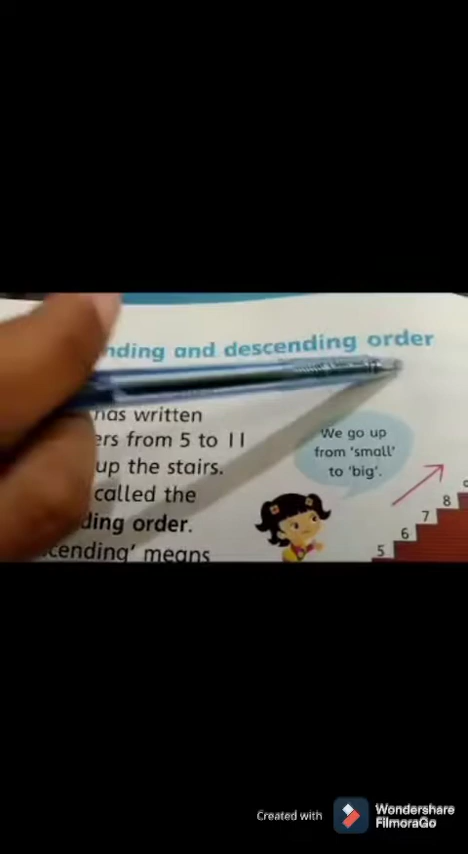 nding and descending order
has written
ers from 5 to 11
up the stairs.
called the
ding order.
cending' means
We go up
from 'small'
to 'big'.
5
6
7
8
Created with
Wondershare
FilmoraGo